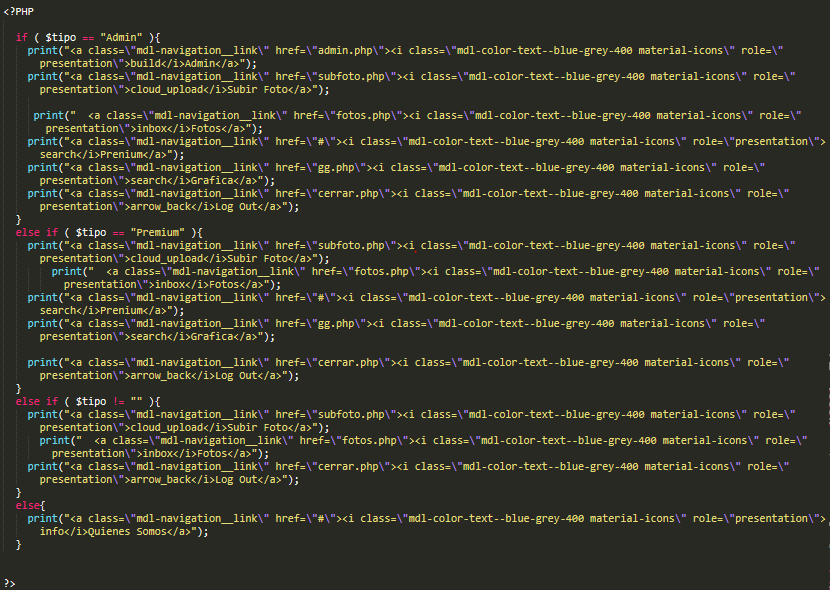 <?PHP
if ( $tipo == "Admin" ){
print("<a class=\"mdl-navigation__link\" href=\"admin.php\"><i class=\"mdl-color-text--blue-grey-400 material-icons\" role=\"
presentation\">build</i>Admin</a>");
print("<a class=\"mdl-navigation__link\" href=\"subfoto.php\"><i class=\"mdl-color-text--blue-grey-400 material-icons\" role=\"
presentation\">cloud_upload</i>Subir Foto</a>");
print("  <a class=\"mdl-navigation__link\" href=\"fotos.php\"><i class=\"mdl-color-text--blue-grey-400 material-icons\" role=\"
presentation\">inbox</i>Fotos</a>");
print("<a class=\"mdl-navigation__link\" href=\"#\"><i class=\"mdl-color-text--blue-grey-400 material-icons\" role=\"presentation\">
search</i>Prenium</a>");
print("<a class=\"mdl-navigation__link\" href=\"gg.php\"><i class=\"mdl-color-text--blue-grey-400 material-icons\" role=\"
presentation\">search</i>Grafica</a>");
print("<a class=\"mdl-navigation__link\" href=\"cerrar.php\"><i class=\"mdl-color-text--blue-grey-400 material-icons\" role=\"
presentation\">arrow_back</i>Log Out</a>");
}
else if ( $tipo == "Premium" ){
print("<a class=\"mdl-navigation__link\" href=\"subfoto.php\"><i class=\"mdl-color-text--blue-grey-400 material-icons\" role=\"
presentation\">cloud_upload</i>Subir Foto</a>");
print("  <a class=\"mdl-navigation__link\" href=\"fotos.php\"><i class=\"mdl-color-text--blue-grey-400 material-icons\" role=\"
presentation\">inbox</i>Fotos</a>");
print("<a class=\"mdl-navigation__link\" href=\"#\"><i class=\"mdl-color-text--blue-grey-400 material-icons\" role=\"presentation\">
search</i>Prenium</a>");
print("<a class=\"mdl-navigation__link\" href=\"gg.php\"><i class=\"mdl-color-text--blue-grey-400 material-icons\" role=\"
presentation\">search</i>Grafica</a>");
print("<a class=\"mdl-navigation__link\" href=\"cerrar.php\"><i class=\"mdl-color-text--blue-grey-400 material-icons\" role=\"
presentation\">arrow_back</i>Log Out</a>");
}
else if ( $tipo != "" ){
print("<a class=\"mdl-navigation__link\" href=\"subfoto.php\"><i class=\"mdl-color-text--blue-grey-400 material-icons\" role=\"
presentation\">cloud_upload</i>Subir Foto</a>");
print("  <a class=\"mdl-navigation__link\" href=\"fotos.php\"><i class=\"mdl-color-text--blue-grey-400 material-icons\" role=\"
presentation\">inbox</i>Fotos</a>");
print("<a class=\"mdl-navigation__link\" href=\"cerrar.php\"><i class=\"mdl-color-text--blue-grey-400 material-icons\" role=\"
presentation\">arrow_back</i>Log Out</a>");
}
else{
print("<a class=\"mdl-navigation__link\" href=\"#\"><i class=\"mdl-color-text--blue-grey-400 material-icons\" role=\"presentation\">
info</i>Quienes Somos</a>");
}
?>